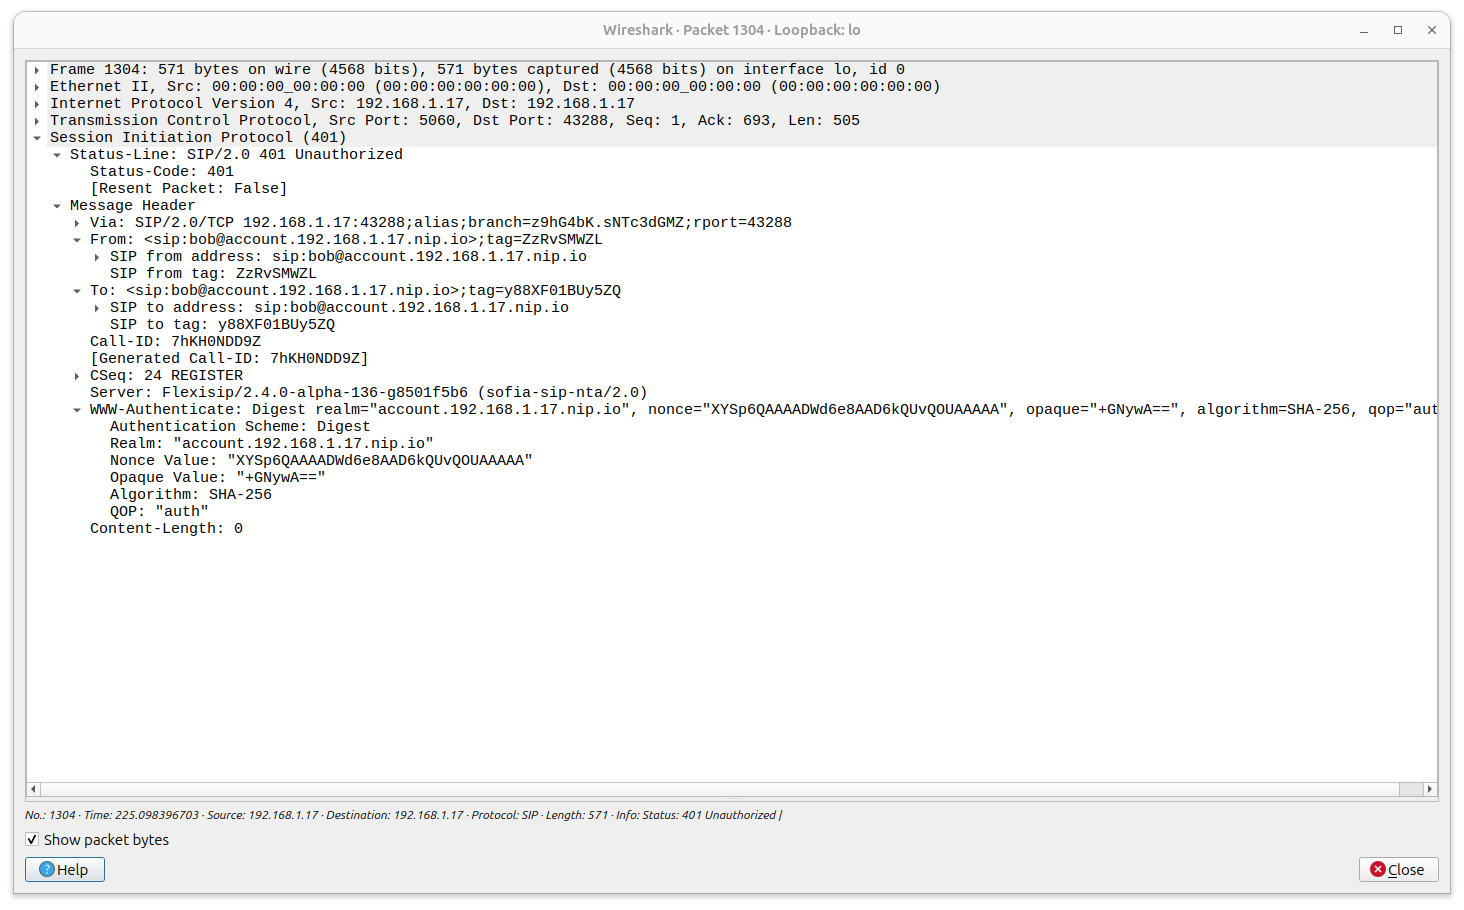 Wireshark · Packet 1304 · Loopback: lo
Frame 1304: 571 bytes on wire (4568 bits), 571 bytes captured (4568 bits) on interface lo, id 0
Ethernet II, Src: 00:00:00_00:00:00 (00:00:00:00:00:00), Dst: 00:00:00_00:00:00 (00:00:00:00:00:00)
Internet Protocol Version 4, Src: 192.168.1.17, Dst: 192.168.1.17
Transmission Control Protocol, Src Port: 5060, Dst Port: 43288, Seq: 1, Ack: 693, Len: 505
Session Initiation Protocol (401)
Status-Line: SIP/2.0 401 Unauthorized
Status-Code: 401
[Resent Packet: False]
Message Header
Via: SIP/2.0/TCP 192.168.1.17:43288;alias;branch=z9hG4bK.sNTc3dGMZ;rport=43288
From: <sip:bob@account.192.168.1.17.nip.io>;tag=ZzRvSMWZL
SIP from address: sip:bob@account.192.168.1.17.nip.io
SIP from tag: ZzRvSMWZL
To: <sip:bob@account.192.168.1.17.nip.io>;tag=y88XF01BUy5ZQ
SIP to address: sip:bob@account.192.168.1.17.nip.io
SIP to tag: y88XF01BUy5ZQ
Call-ID: 7hKH0NDD9Z
[Generated Call-ID: 7hKH0NDD9Z]
CSeq: 24 REGISTER
Server: Flexisip/2.4.0-alpha-136-g8501f5b6 (sofia-sip-nta/2.0)
WWW-Authenticate: Digest realm="account.192.168.1.17.nip.io", nonce="XYSp6QAAAADWd6e8AAD6kQUvQOUAAAAA", opaque="+GNywA==", algorithm=SHA-256, qop="aut
Authentication Scheme: Digest
Realm: "account.192.168.1.17.nip.io"
Nonce Value: "XYSp6QAAAADWd6e8AAD6kQUvQOUAAAAA"
Opaque Value: "+GNywA=="
Algorithm: SHA-256
QOP: "auth"
Content-Length: 0
No.: 1304 · Time: 225.098396703 · Source: 192.168.1.17 · Destination: 192.168.1.17 · Protocol: SIP · Length: 571 · Info: Status: 401 Unauthorized |
Show packet bytes
Help
Close